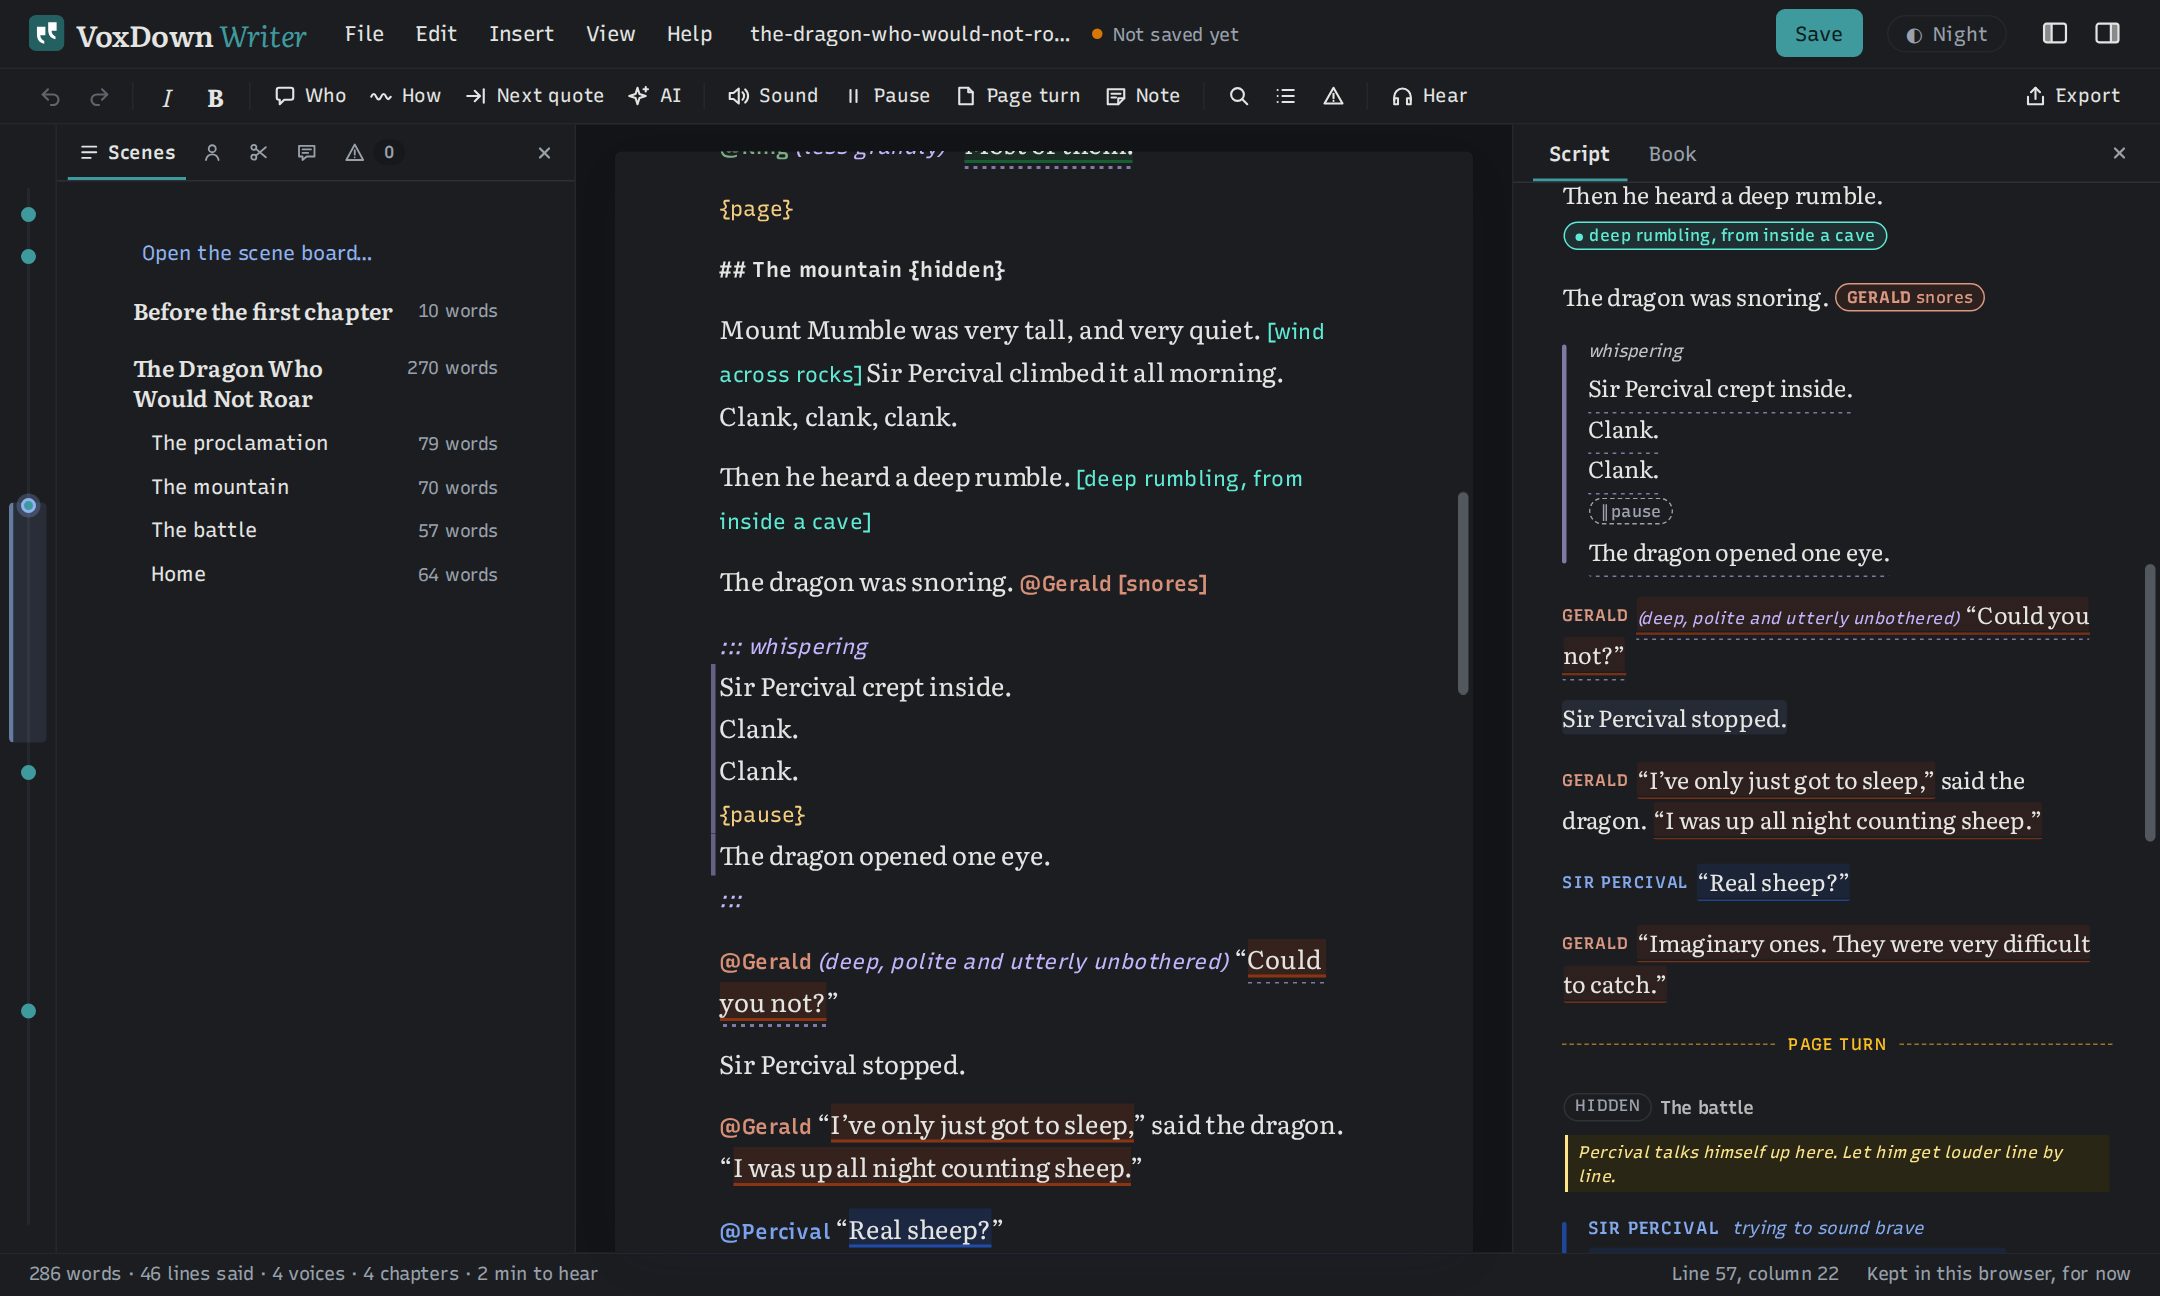 VoxDown Writer File Edit Insert View Help the-dragon-who-would-not-ro... Not saved yet Save Night
I B Who How Next quote AI Sound Pause Page turn Note Hear Export
Scenes 0
Open the scene board...
Before the first chapter 10 words
The Dragon Who Would Not Roar 270 words
The proclamation 79 words
The mountain 70 words
The battle 57 words
Home 64 words
@King (less grandly) Most of them.
{page}
## The mountain {hidden}
Mount Mumble was very tall, and very quiet. [wind
across rocks] Sir Percival climbed it all morning.
Clank, clank, clank.
Then he heard a deep rumble. [deep rumbling, from
inside a cave]
The dragon was snoring. @Gerald [snores]
::: whispering
Sir Percival crept inside.
Clank.
Clank.
{pause}
The dragon opened one eye.
:::
@Gerald (deep, polite and utterly unbothered) “Could
you not?”
Sir Percival stopped.
@Gerald “I’ve only just got to sleep,” said the dragon.
“I was up all night counting sheep.”
@Percival “Real sheep?”
Script Book
Then he heard a deep rumble.
deep rumbling, from inside a cave
The dragon was snoring. GERALD snores
whispering
Sir Percival crept inside.
Clank.
Clank.
pause
The dragon opened one eye.
GERALD (deep, polite and utterly unbothered) “Could you
not?”
Sir Percival stopped.
GERALD “I’ve only just got to sleep,” said the
dragon. “I was up all night counting sheep.”
SIR PERCIVAL “Real sheep?”
GERALD “Imaginary ones. They were very difficult
to catch.”
PAGE TURN
HIDDEN The battle
Percival talks himself up here. Let him get louder line by
line.
SIR PERCIVAL trying to sound brave
286 words · 46 lines said · 4 voices · 4 chapters · 2 min to hear
Line 57, column 22 Kept in this browser, for now